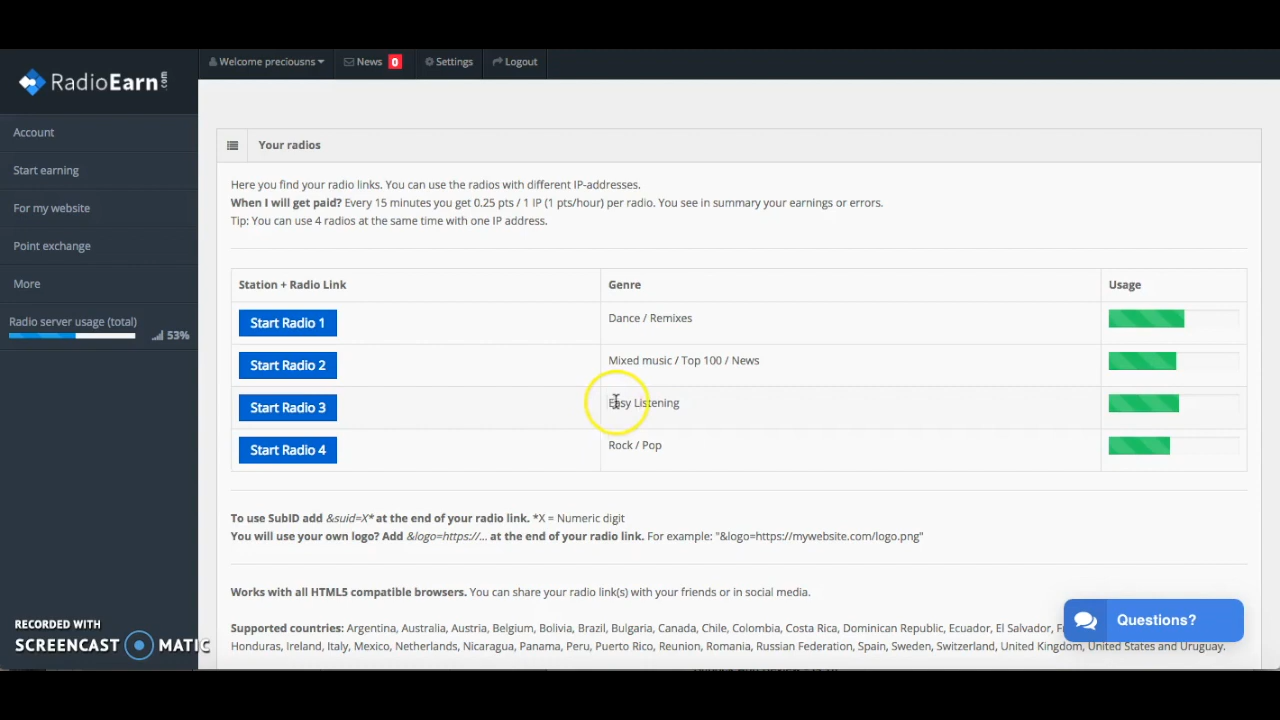 RadioEarn.com
Welcome preciousns
News 0
Settings
Logout
Account
Start earning
For my website
Point exchange
More
Radio server usage (total)
53%
Your radios
Here you find your radio links. You can use the radios with different IP-addresses.
When I will get paid? Every 15 minutes you get 0.25 pts / 1 IP (1 pts/hour) per radio. You see in summary your earnings or errors.
Tip: You can use 4 radios at the same time with one IP address.
Station + Radio Link Genre Usage
Start Radio 1 Dance / Remixes
Start Radio 2 Mixed music / Top 100 / News
Start Radio 3 Easy Listening
Start Radio 4 Rock / Pop
To use SubID add &suid=X* at the end of your radio link. *X = Numeric digit
You will use your own logo? Add &logo=https://... at the end of your radio link. For example: "&logo=https://mywebsite.com/logo.png"
Works with all HTML5 compatible browsers. You can share your radio link(s) with your friends or in social media.
Supported countries: Argentina, Australia, Austria, Belgium, Bolivia, Brazil, Bulgaria, Canada, Chile, Colombia, Costa Rica, Dominican Republic, Ecuador, El Salvador,
Honduras, Ireland, Italy, Mexico, Netherlands, Nicaragua, Panama, Peru, Puerto Rico, Reunion, Romania, Russian Federation, Spain, Sweden, Switzerland, United Kingdom, United States and Uruguay.
Questions?
RECORDED WITH
SCREENCAST MATIC